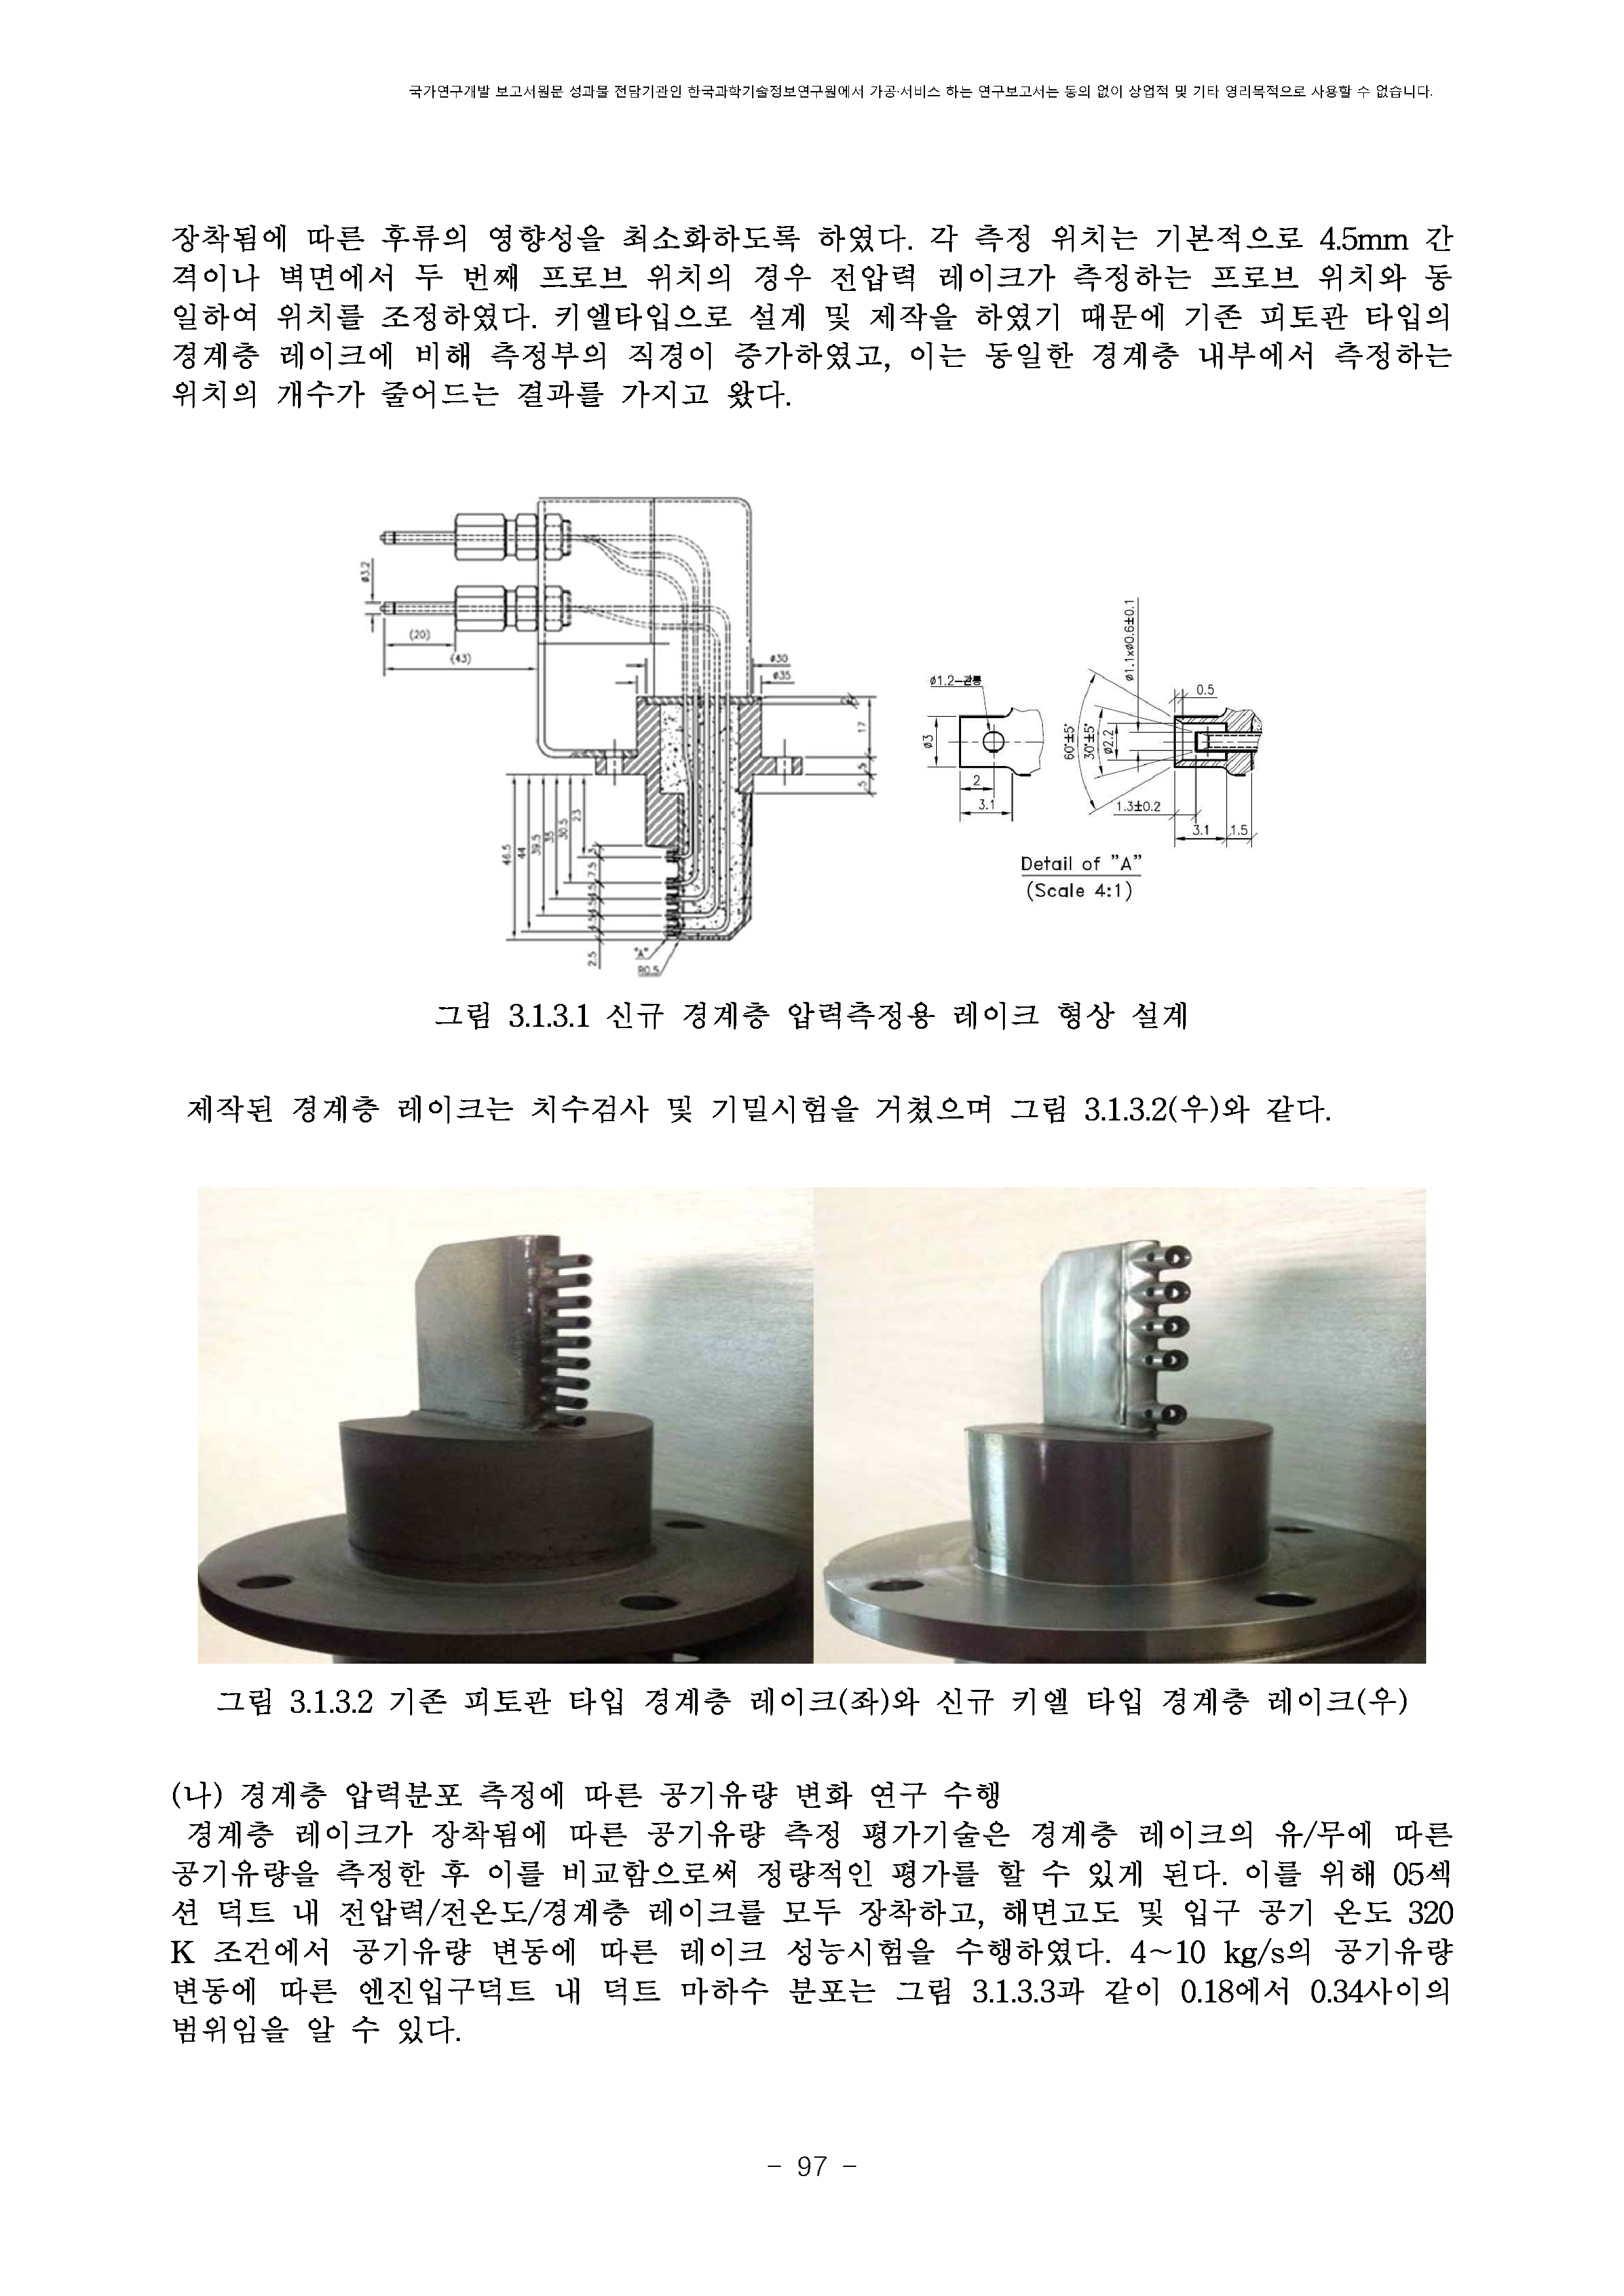 국가연구개발 보고서원문 성과물 전담기관인 한국과학기술정보연구원에서 가공·서비스 하는 연구보고서는 동의 없이 상업적 및 기타 영리목적으로 사용할 수 없습니다.
장착됨에 따른 후류의 영향성을 최소화하도록 하였다. 각 측정 위치는 기본적으로 4.5mm 간
격이나 벽면에서 두 번째 프로브 위치의 경우 전압력 레이크가 측정하는 프로브 위치와 동
일하여 위치를 조정하였다. 키엘타입으로 설계 및 제작을 하였기 때문에 기존 피토관 타입의
경계층 레이크에 비해 측정부의 직경이 증가하였고, 이는 동일한 경계층 내부에서 측정하는
위치의 개수가 줄어드는 결과를 가지고 왔다.
ø3.2
(20)
(43)
ø30
ø35
17
5
5
46.5
44
39.5
35
30.5
23
7.5
4.5
4.5
4.5
2.5
"A"
R0.5
ø1.2-관통
ø3
2
3.1
60°±5°
30°±5°
ø2.2
ø1.1xø0.6±0.1
0.5
1.3±0.2
3.1
1.5
Detail of "A"
(Scale 4:1)
그림 3.1.3.1 신규 경계층 압력측정용 레이크 형상 설계
제작된 경계층 레이크는 치수검사 및 기밀시험을 거쳤으며 그림 3.1.3.2(우)와 같다.
그림 3.1.3.2 기존 피토관 타입 경계층 레이크(좌)와 신규 키엘 타입 경계층 레이크(우)
(나) 경계층 압력분포 측정에 따른 공기유량 변화 연구 수행
경계층 레이크가 장착됨에 따른 공기유량 측정 평가기술은 경계층 레이크의 유/무에 따른
공기유량을 측정한 후 이를 비교함으로써 정량적인 평가를 할 수 있게 된다. 이를 위해 05섹
션 덕트 내 전압력/전온도/경계층 레이크를 모두 장착하고, 해면고도 및 입구 공기 온도 320
K 조건에서 공기유량 변동에 따른 레이크 성능시험을 수행하였다. 4~10 kg/s의 공기유량
변동에 따른 엔진입구덕트 내 덕트 마하수 분포는 그림 3.1.3.3과 같이 0.18에서 0.34사이의
범위임을 알 수 있다.
- 97 -